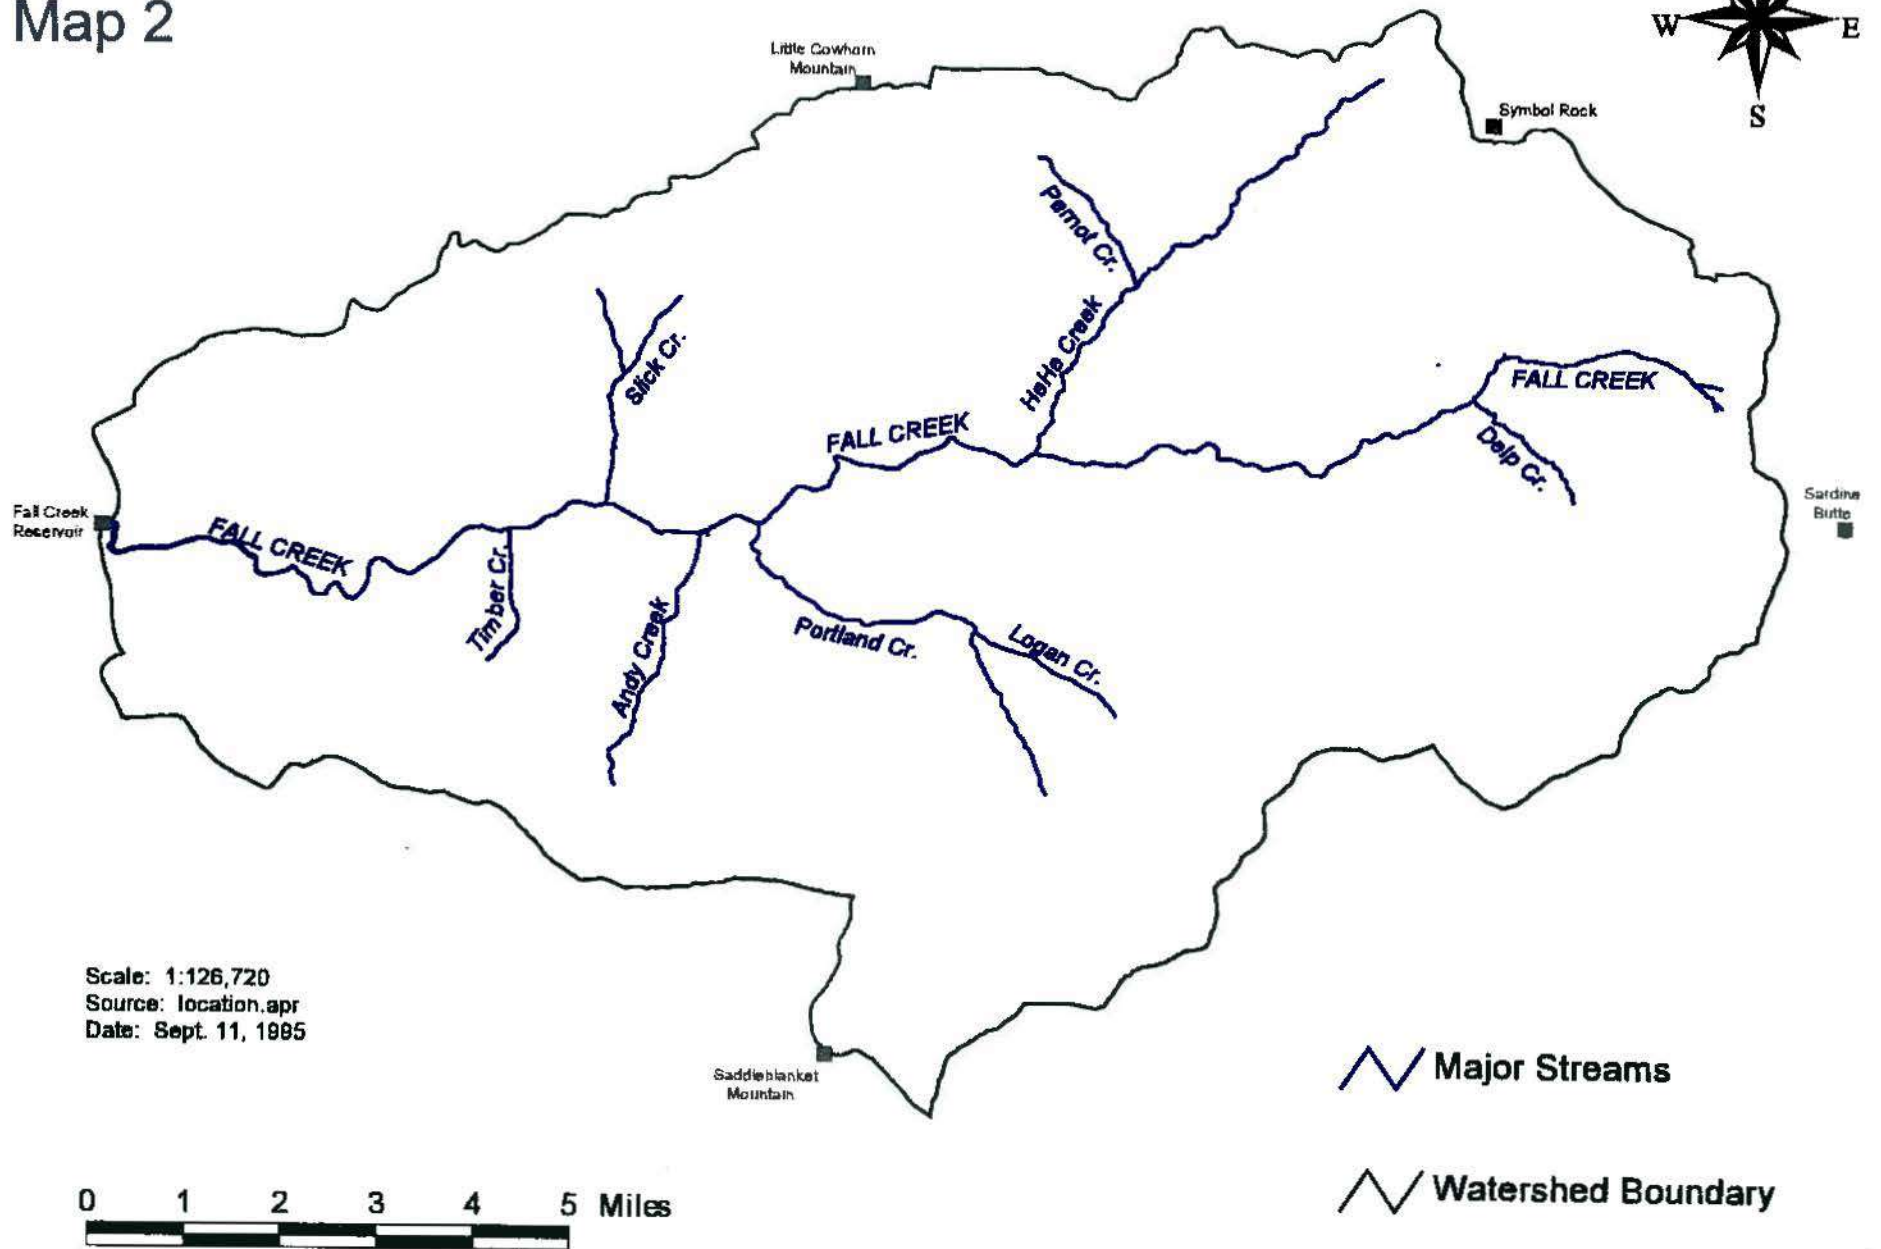 Map 2
W
E
S
Little Cowhorn
Mountain
Symbol Rock
Pernot Cr.
Slick Cr.
HeHe Creek
FALL CREEK
FALL CREEK
Delp Cr.
Sardine
Butte
Fall Creek
Reservoir
FALL CREEK
Timber Cr.
Andy Creek
Portland Cr.
Logan Cr.
Scale: 1:126,720
Source: location.apr
Date: Sept. 11, 1995
Saddleblanket
Mountain
Major Streams
Watershed Boundary
0 1 2 3 4 5 Miles